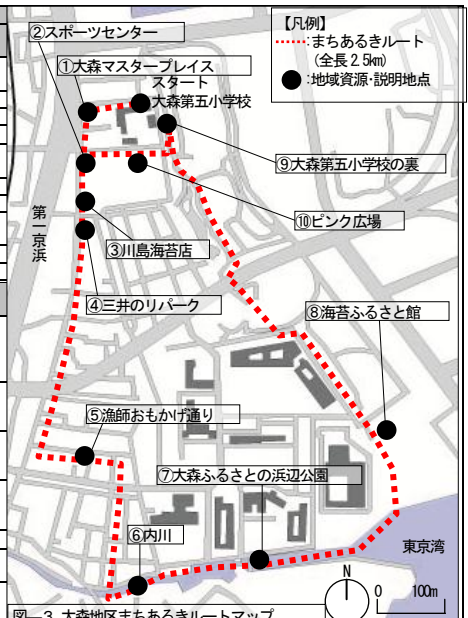 【凡例】
:まちあるきルート
(全長2.5km)
:地域資源・説明地点
②スポーツセンター
①大森マスタープレイス
スタート
大森第五小学校
⑨大森第五小学校の裏
⑩ピンク広場
第一京浜
③川島海苔店
④三井のリパーク
⑧海苔ふるさと館
⑤漁師おもかげ通り
⑦大森ふるさとの浜辺公園
⑥内川
東京湾
N
0 100m
図―3 大森地区まちあるきルートマップ